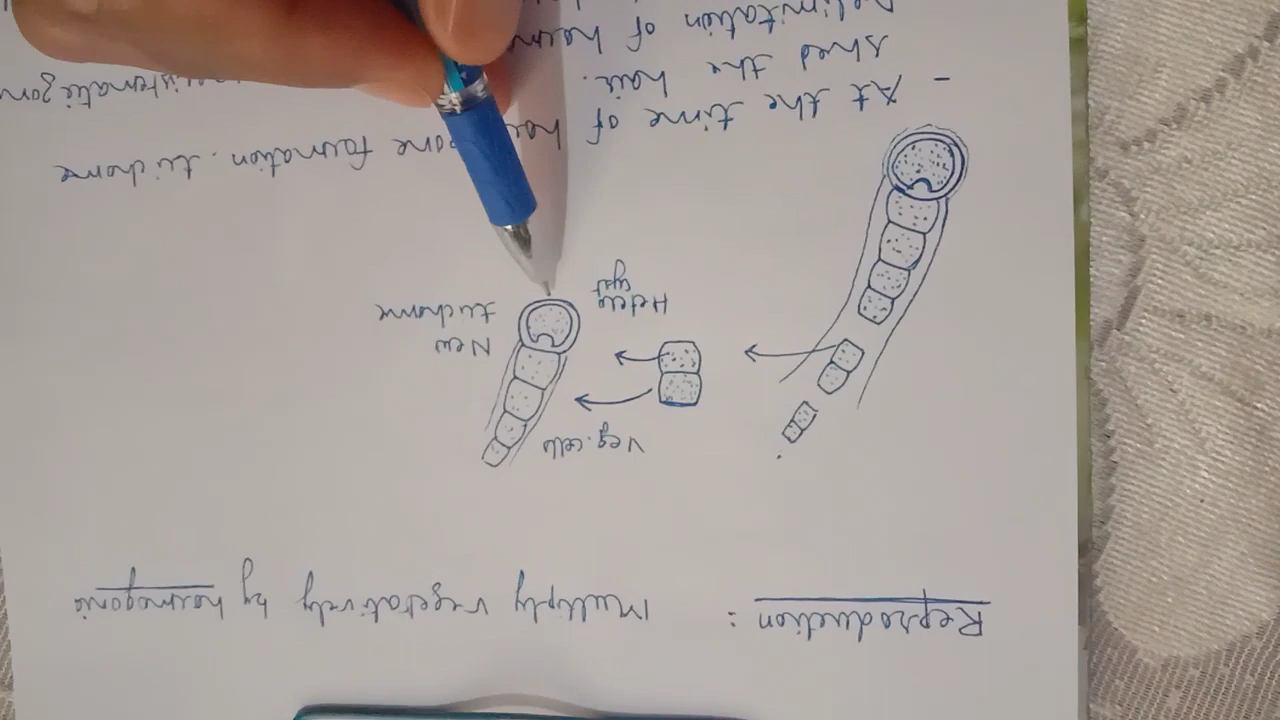 Reproduction : Multiply vegetatively by hormogonia
Veg. cells
Hetero
cyst
New
trichome
- At the time of formation. trichome
shed the hair.
Delimitation of